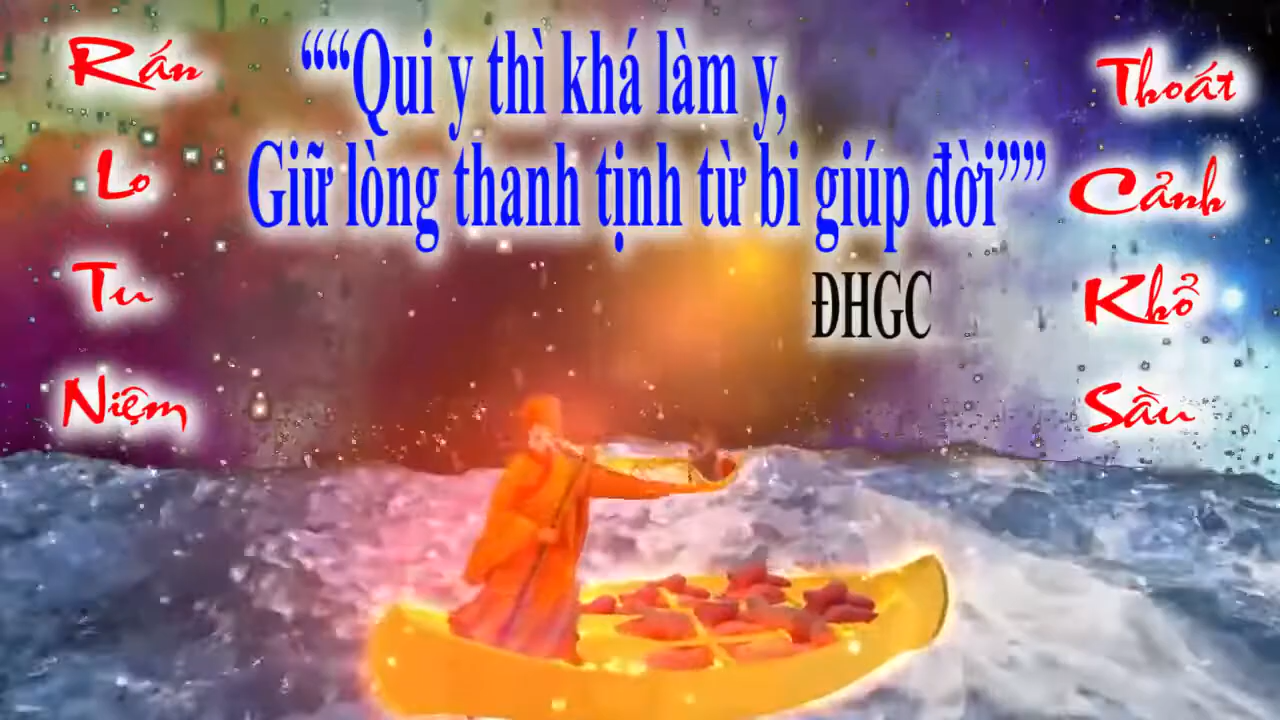 Rán
Lo
Tu
Niệm
““Qui y thì khá làm y,
Giữ lòng thanh tịnh từ bi giúp đời””
ĐHGC
Thoát
Cảnh
Khổ
Sầu